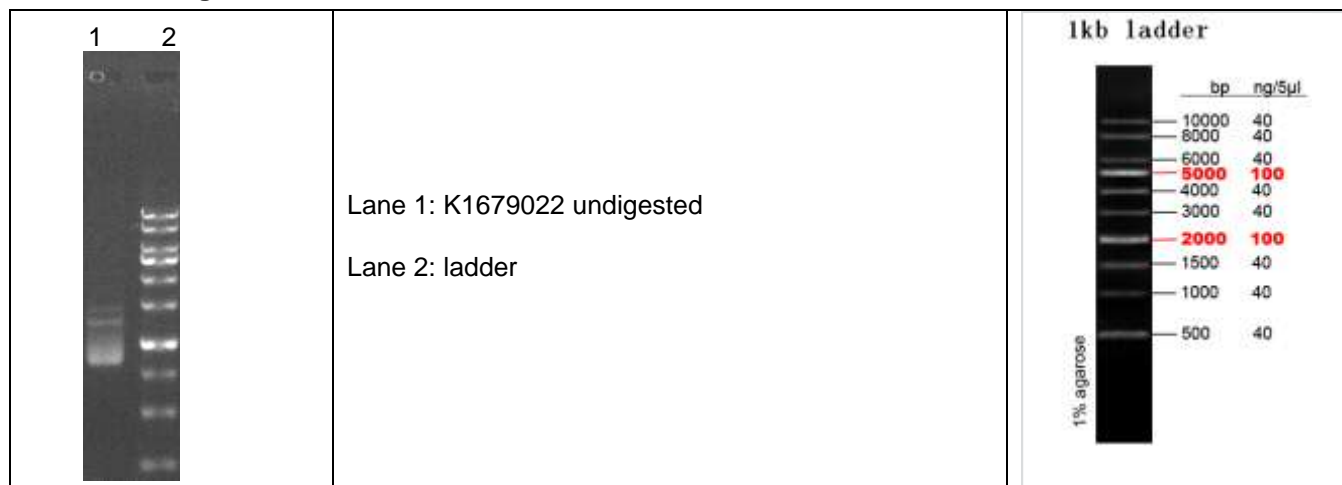 1 2
Lane 1: K1679022 undigested
Lane 2: ladder
1kb ladder
bp ng/5µl
10000 40
8000 40
6000 40
5000 100
4000 40
3000 40
2000 100
1500 40
1000 40
500 40
1% agarose